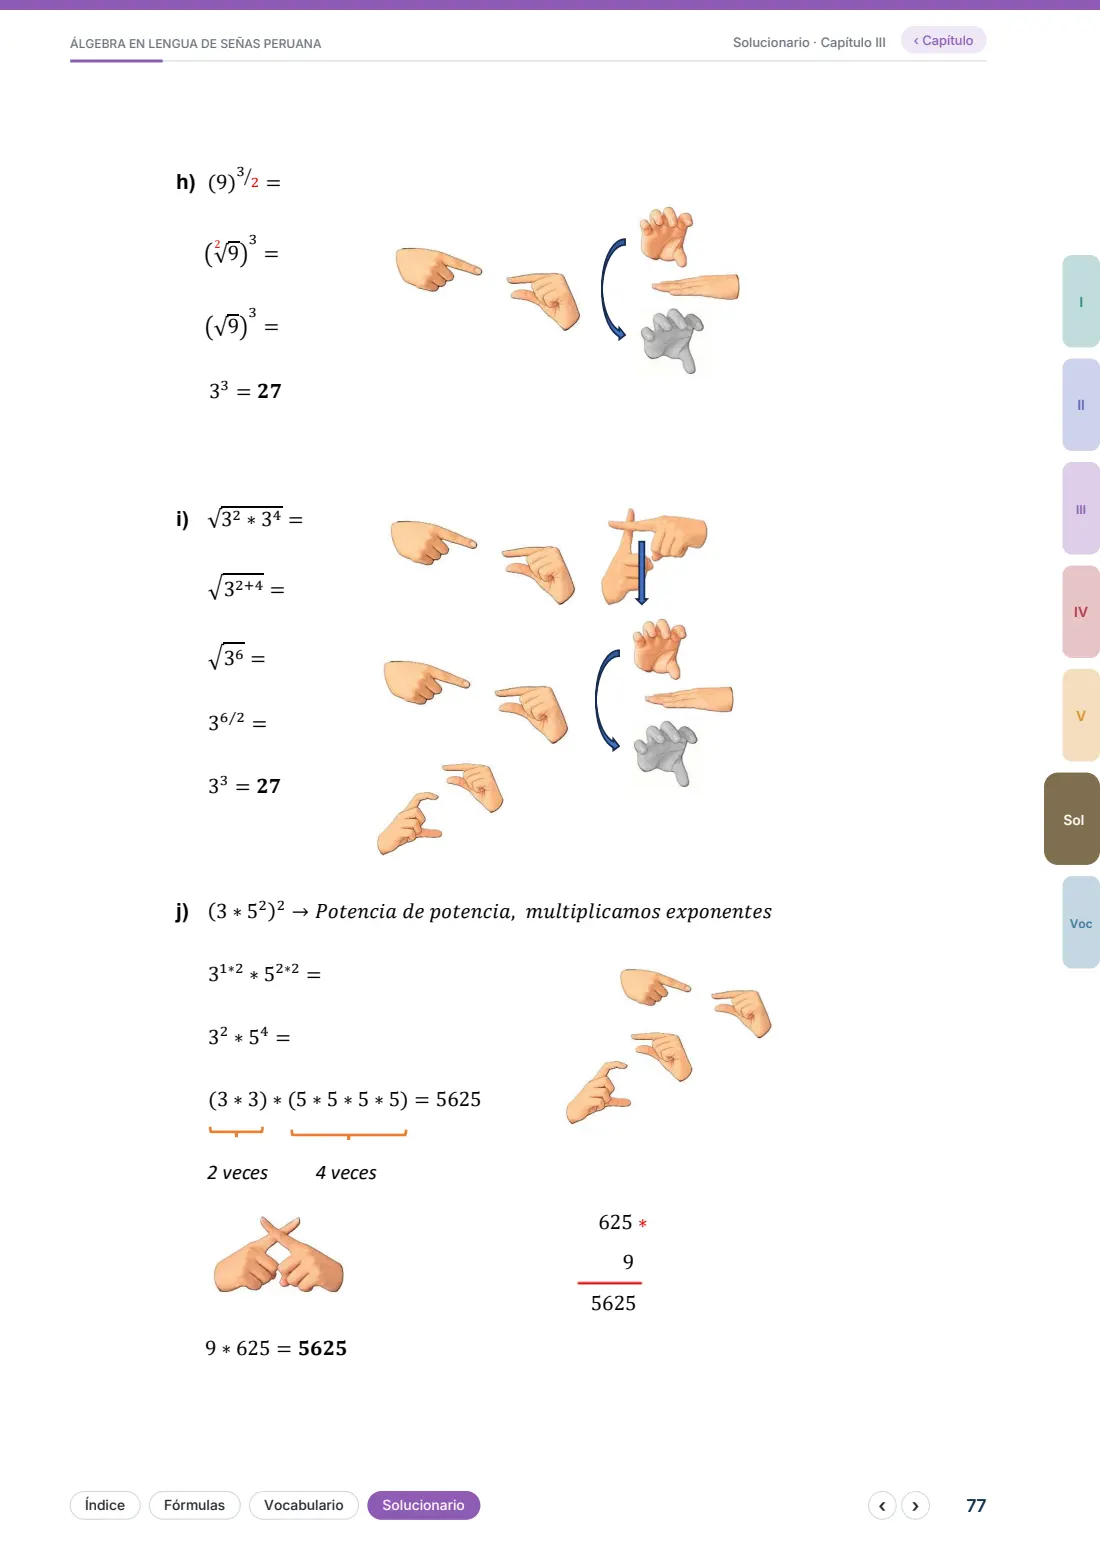 ÁLGEBRA EN LENGUA DE SEÑAS PERUANA
Solucionario · Capítulo III ‹ Capítulo
h) (9)^{3/2} =
(\sqrt[2]{9})^3 =
(√9)^3 =
3³ = 27
i) √(3² ∗ 3⁴) =
√(3²⁺⁴) =
√(3⁶) =
3^{6/2} =
3³ = 27
j) (3 ∗ 5²)² → Potencia de potencia, multiplicamos exponentes
3^{1∗2} ∗ 5^{2∗2} =
3² ∗ 5⁴ =
(3 ∗ 3) ∗ (5 ∗ 5 ∗ 5 ∗ 5) = 5625
2 veces 4 veces
625 ∗
9
5625
9 ∗ 625 = 5625
I
II
III
IV
V
Sol
Voc
Índice Fórmulas Vocabulario Solucionario ‹ › 77